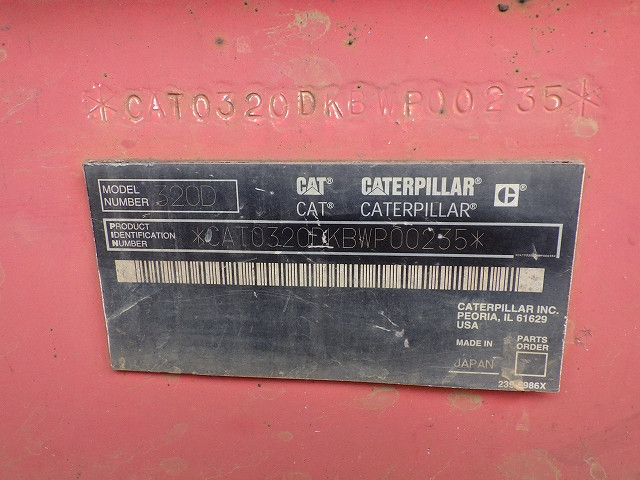 *CAT0320DKBWP00235*
MODEL NUMBER 320D
CAT® CATERPILLAR® C®
CAT® CATERPILLAR®
PRODUCT IDENTIFICATION NUMBER *CAT0320DKBWP00235*
CATERPILLAR INC.
PEORIA, IL 61629
USA
MADE IN
JAPAN
PARTS ORDER